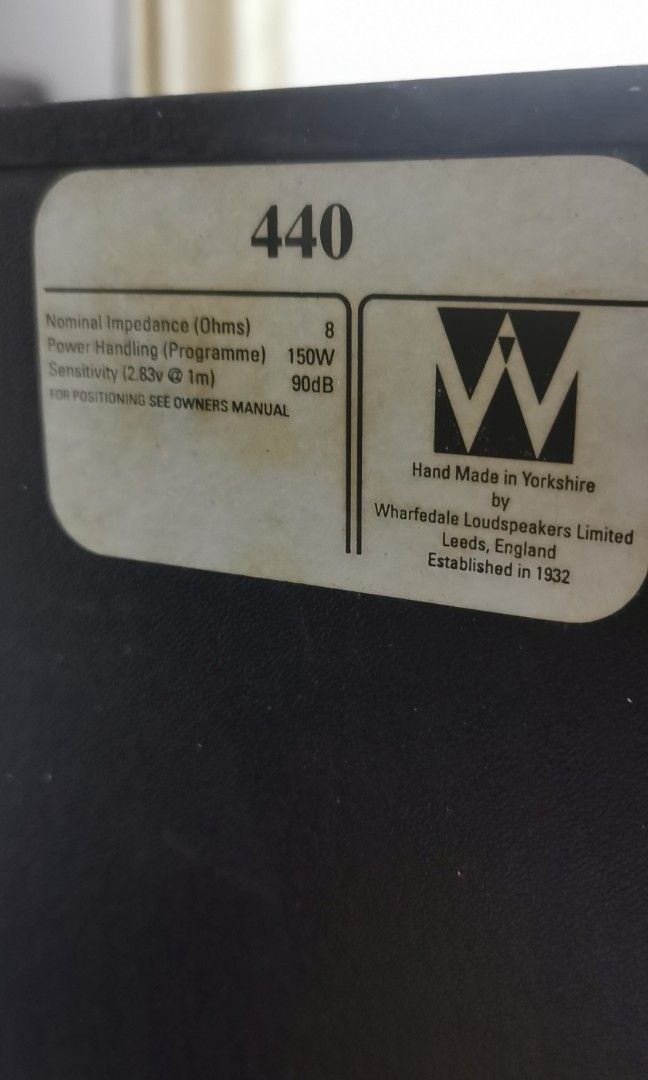 440
Nominal Impedance (Ohms) 8
Power Handling (Programme) 150W
Sensitivity (2.83v @ 1m) 90dB
FOR POSITIONING SEE OWNERS MANUAL
W
Hand Made in Yorkshire
by
Wharfedale Loudspeakers Limited
Leeds, England
Established in 1932